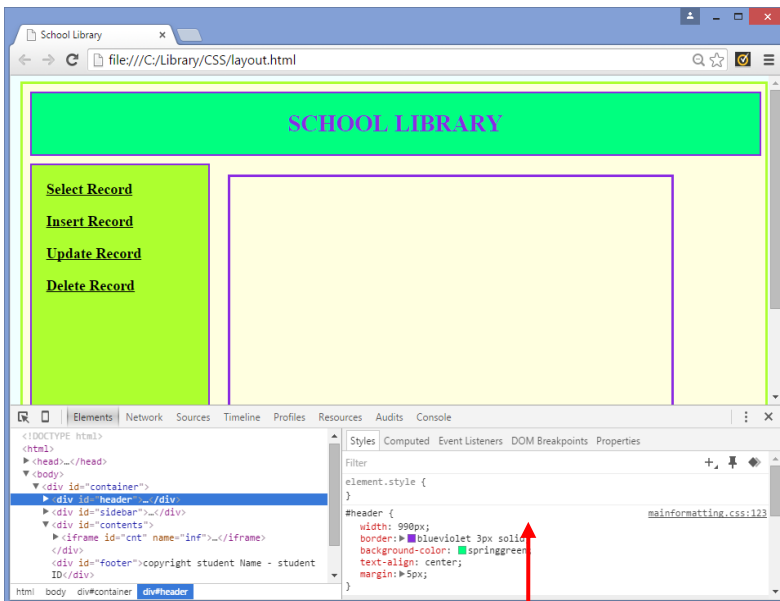 School Library
file:///C:/Library/CSS/layout.html
SCHOOL LIBRARY
Select Record
Insert Record
Update Record
Delete Record
Elements Network Sources Timeline Profiles Resources Audits Console
<!DOCTYPE html>
<html>
<head>…</head>
<body>
<div id="container">
<div id="header">…</div>
<div id="sidebar">…</div>
<div id="contents">
<iframe id="cnt" name="inf">…</iframe>
</div>
<div id="footer">copyright student Name - student
ID</div>
html body div#container div#header
Styles Computed Event Listeners DOM Breakpoints Properties
Filter
element.style {
}
#header { mainformatting.css:123
width: 990px;
border: blueviolet 3px solid
background-color: springgreen
text-align: center;
margin: 5px;
}